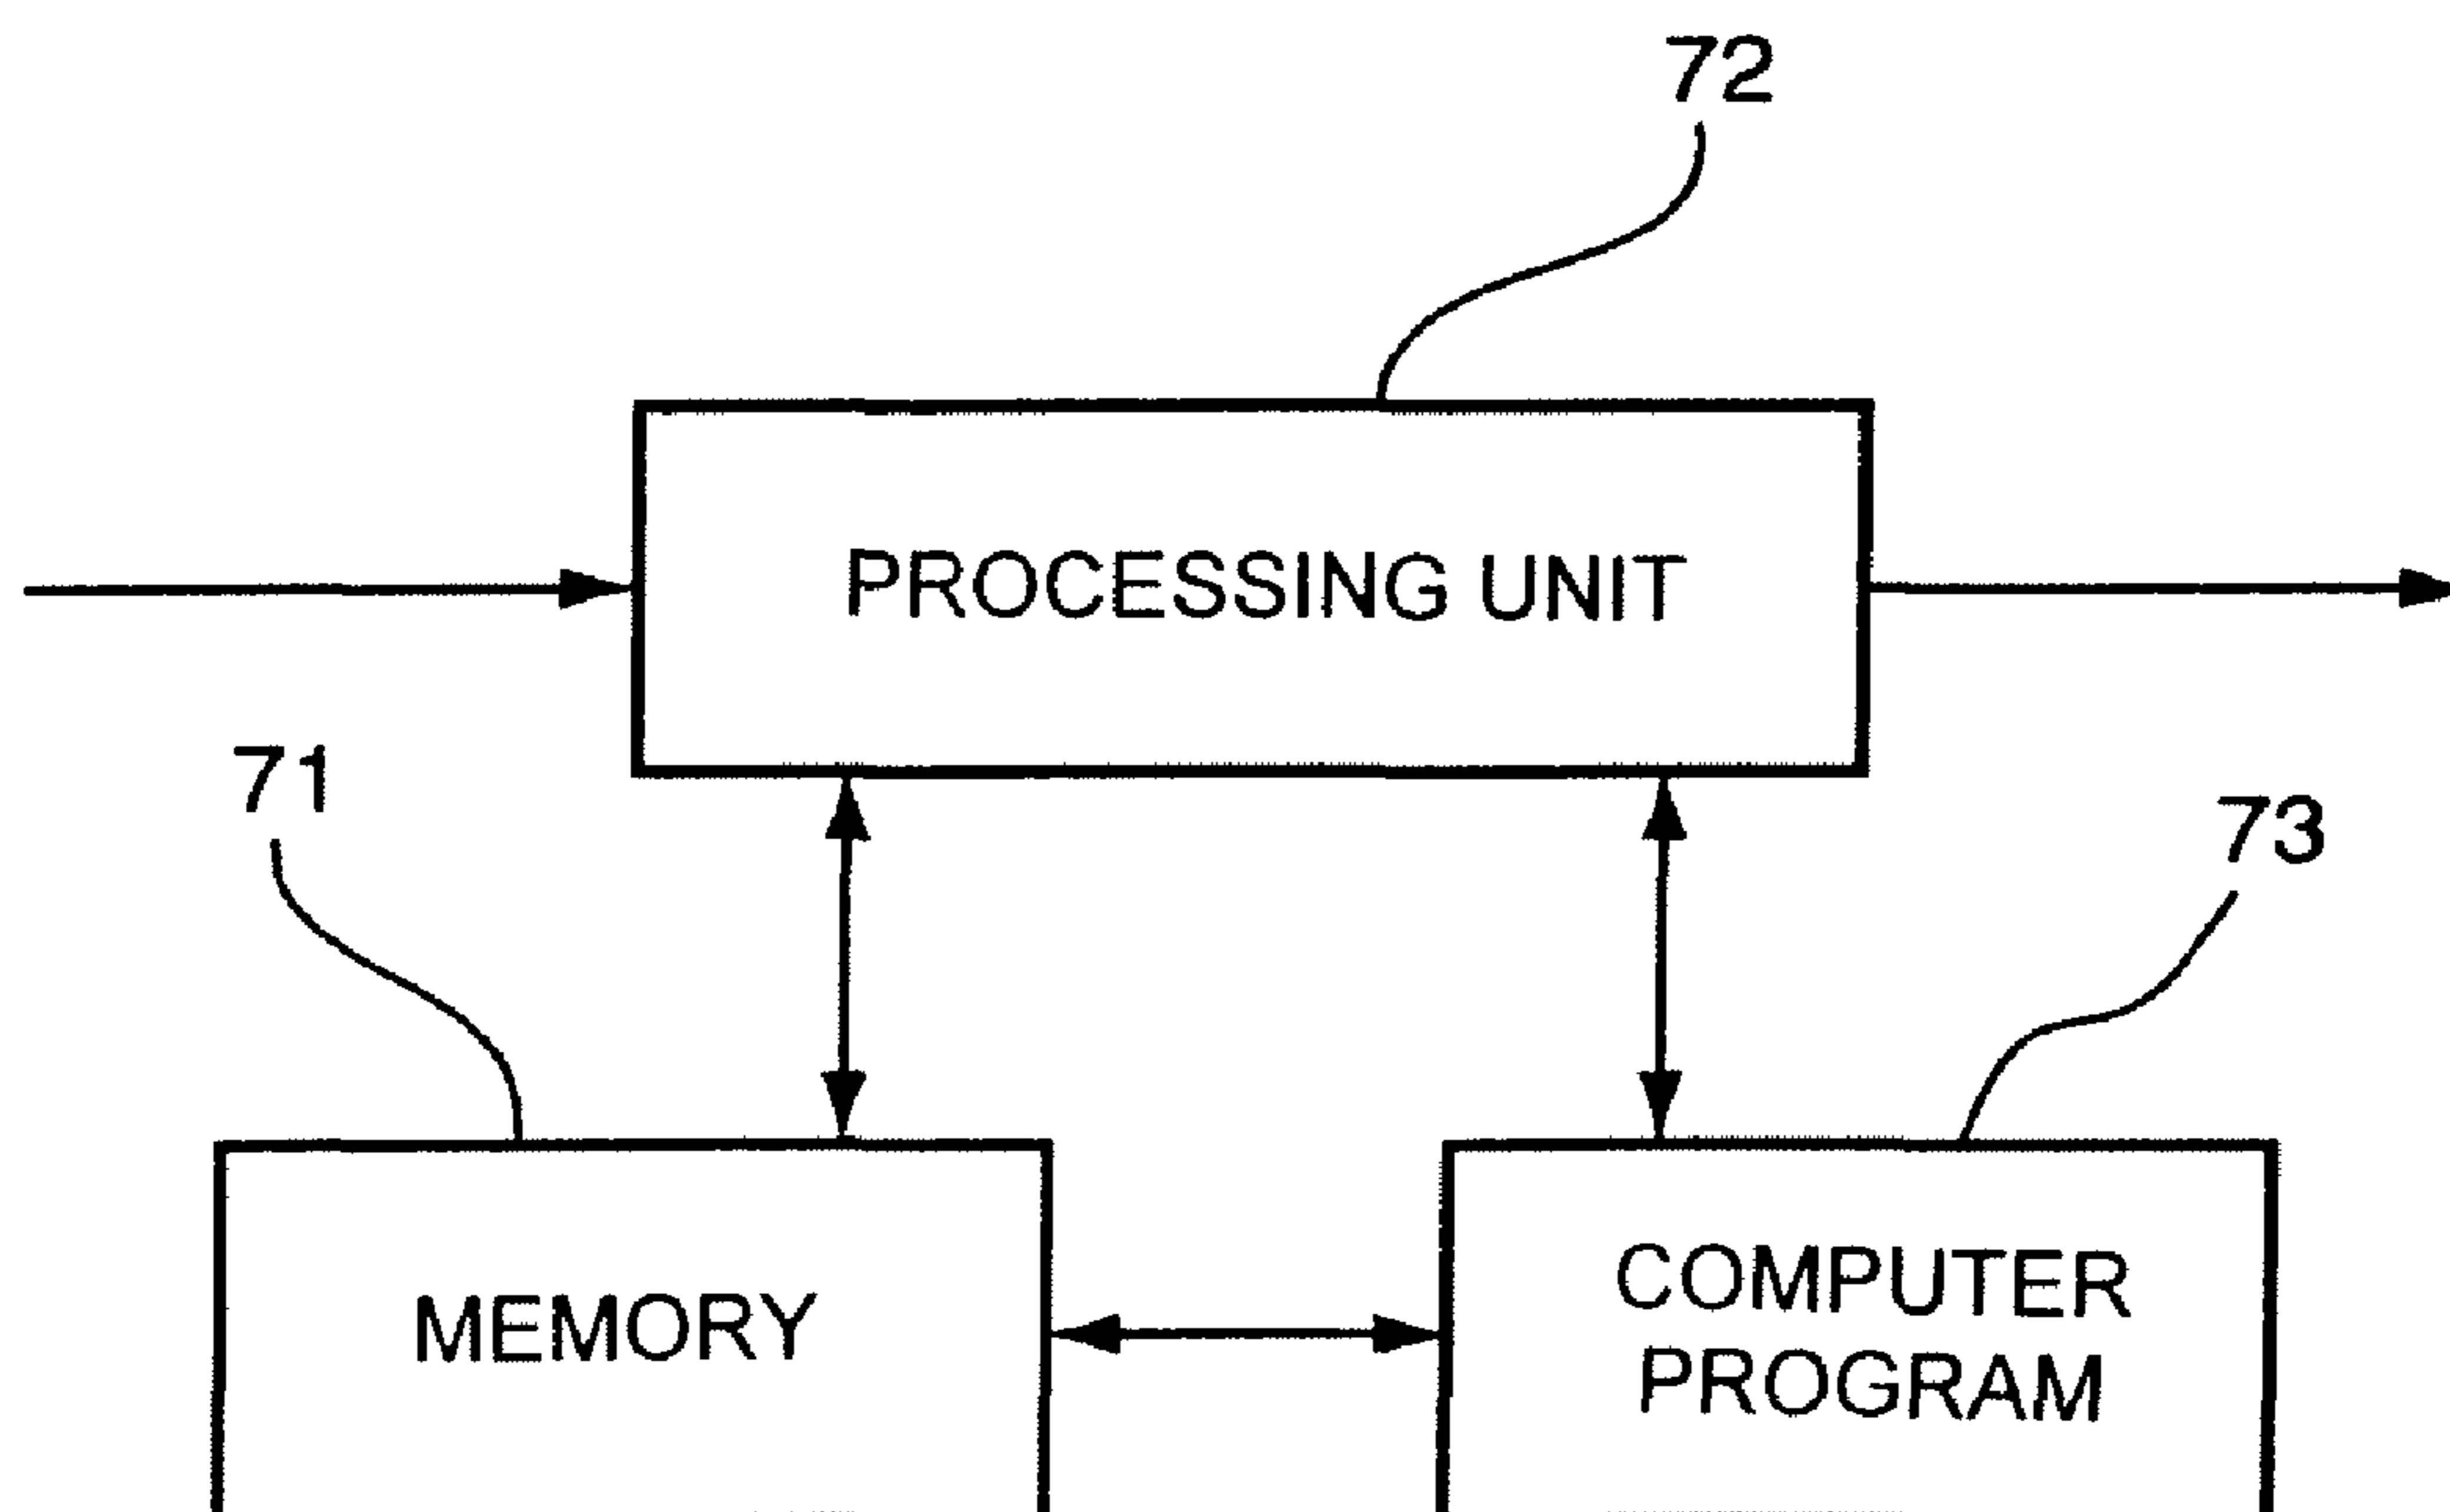 72
PROCESSING UNIT
71
73
MEMORY
COMPUTER
PROGRAM